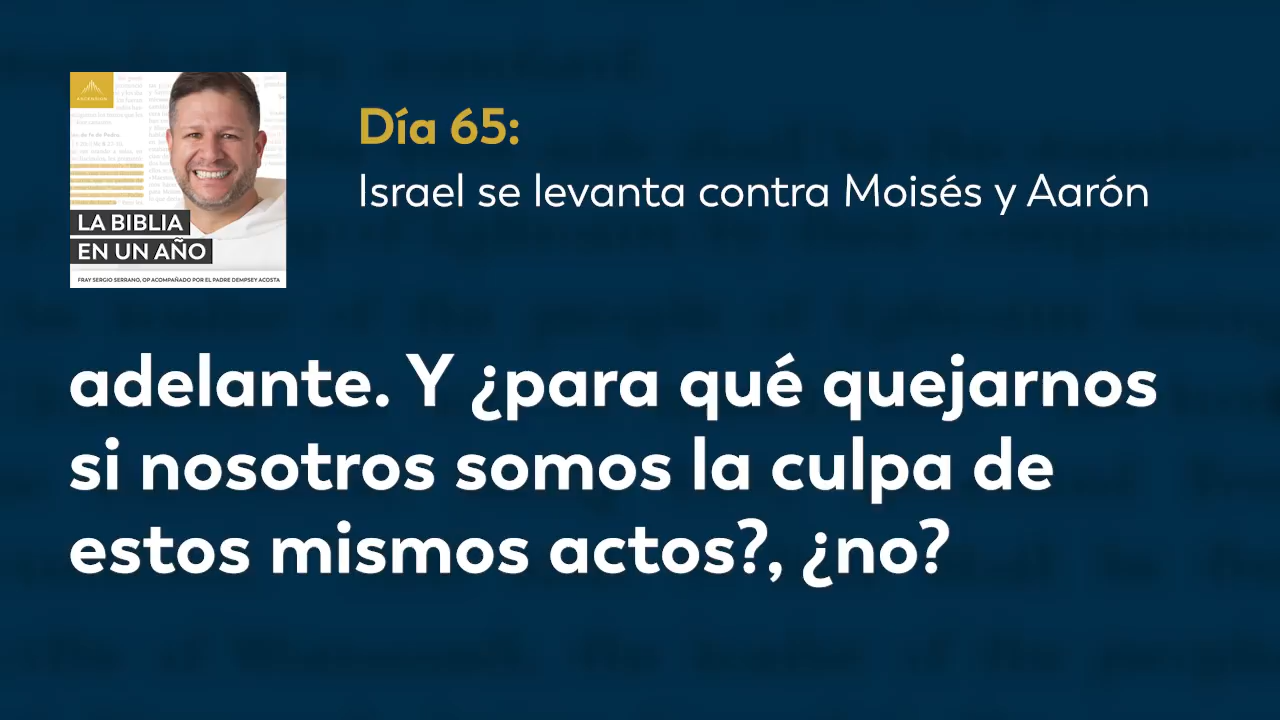 ASCENSION
LA BIBLIA
EN UN AÑO
FRAY SERGIO SERRANO, OP ACOMPAÑADO POR EL PADRE DEMPSEY ACOSTA
Día 65:
Israel se levanta contra Moisés y Aarón
adelante. Y ¿para qué quejarnos
si nosotros somos la culpa de
estos mismos actos?, ¿no?